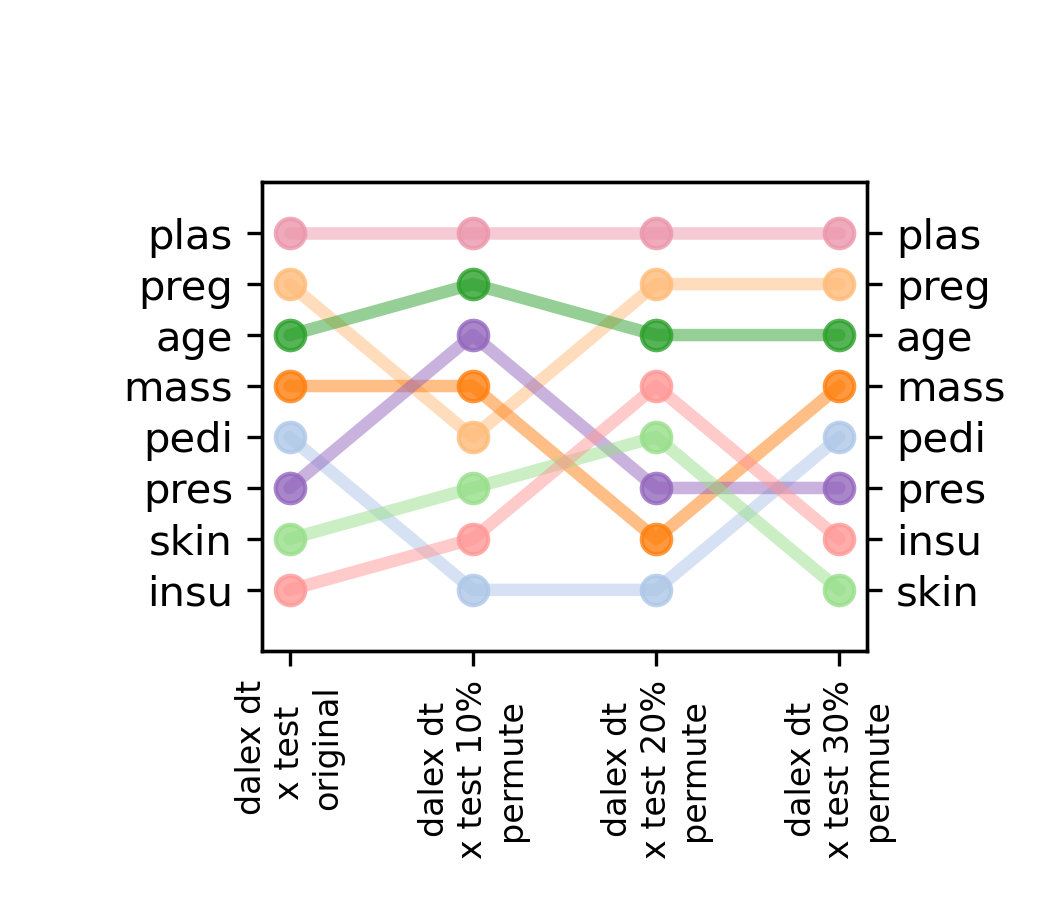 plas
preg
age
mass
pedi
pres
skin
insu
plas
preg
age
mass
pedi
pres
insu
skin
dalex dt
x test
original
dalex dt
x test 10%
permute
dalex dt
x test 20%
permute
dalex dt
x test 30%
permute